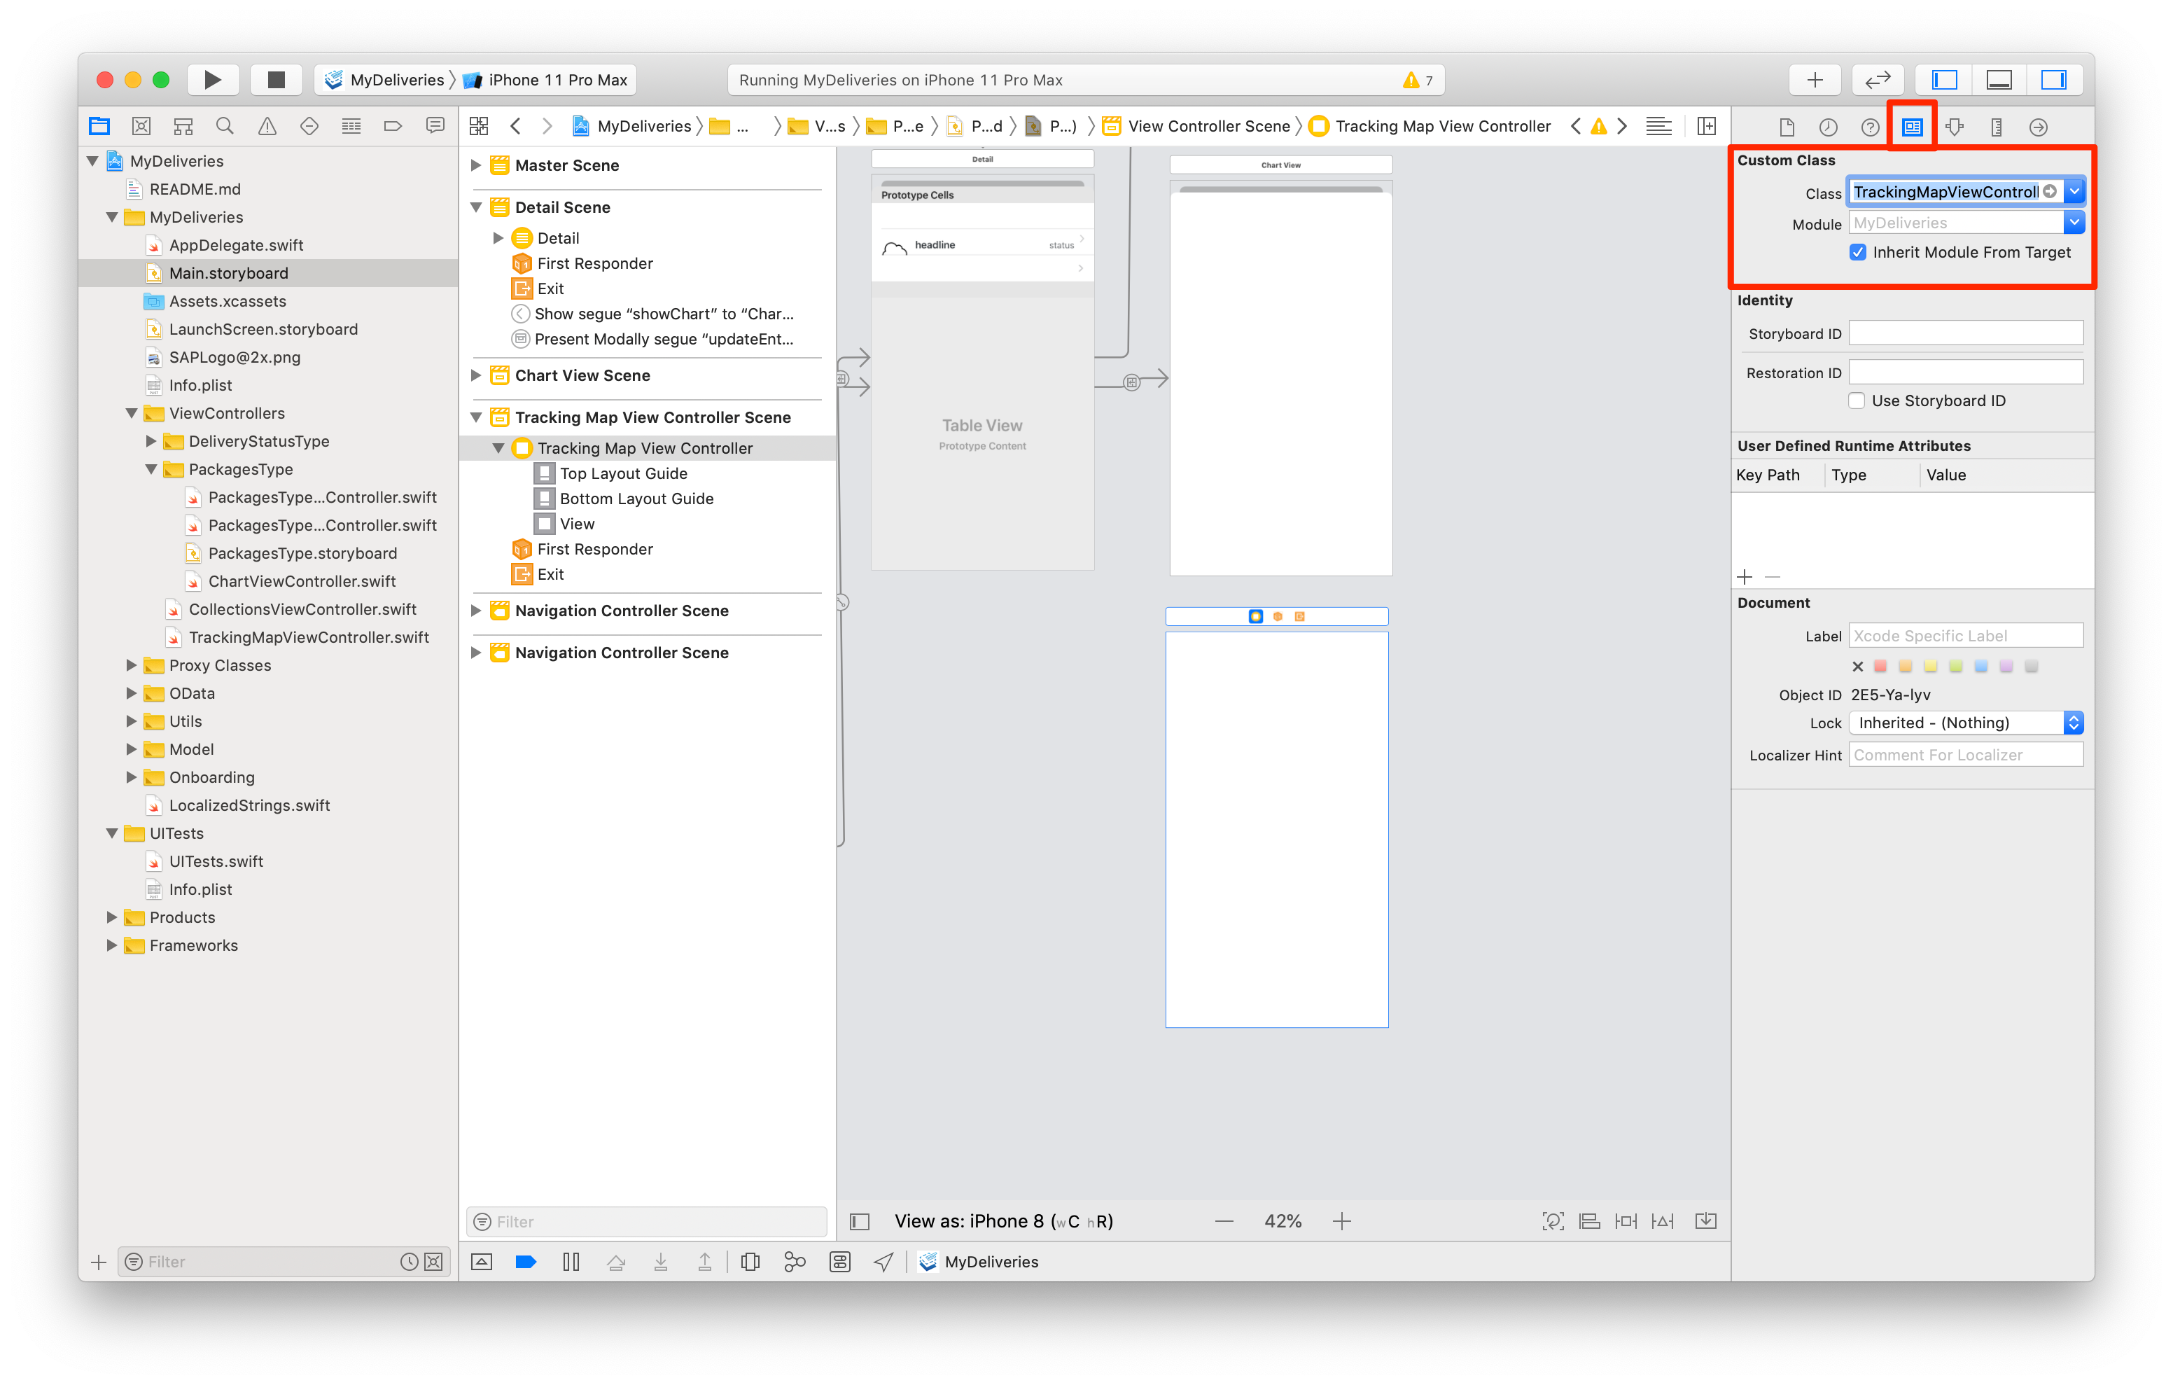 MyDeliveries
iPhone 11 Pro Max
Running MyDeliveries on iPhone 11 Pro Max
7
MyDeliveries
...
V...s
P...e
P...d
P...)
View Controller Scene
Tracking Map View Controller
MyDeliveries
README.md
MyDeliveries
AppDelegate.swift
Main.storyboard
Assets.xcassets
LaunchScreen.storyboard
SAPLogo@2x.png
Info.plist
ViewControllers
DeliveryStatusType
PackagesType
PackagesType...Controller.swift
PackagesType...Controller.swift
PackagesType.storyboard
ChartViewController.swift
CollectionsViewController.swift
TrackingMapViewController.swift
Proxy Classes
OData
Utils
Model
Onboarding
LocalizedStrings.swift
UITests
UITests.swift
Info.plist
Products
Frameworks
Filter
Master Scene
Detail Scene
Detail
First Responder
Exit
Show segue “showChart” to “Char...
Present Modally segue “updateEnt...
Chart View Scene
Tracking Map View Controller Scene
Tracking Map View Controller
Top Layout Guide
Bottom Layout Guide
View
First Responder
Exit
Navigation Controller Scene
Navigation Controller Scene
Filter
Detail
Prototype Cells
headline
status
Table View
Prototype Content
Chart View
View as: iPhone 8 (wC hR)
42%
MyDeliveries
Custom Class
Class TrackingMapViewControll
Module MyDeliveries
Inherit Module From Target
Identity
Storyboard ID
Restoration ID
Use Storyboard ID
User Defined Runtime Attributes
Key Path Type Value
Document
Label Xcode Specific Label
Object ID 2E5-Ya-lyv
Lock Inherited - (Nothing)
Localizer Hint Comment For Localizer